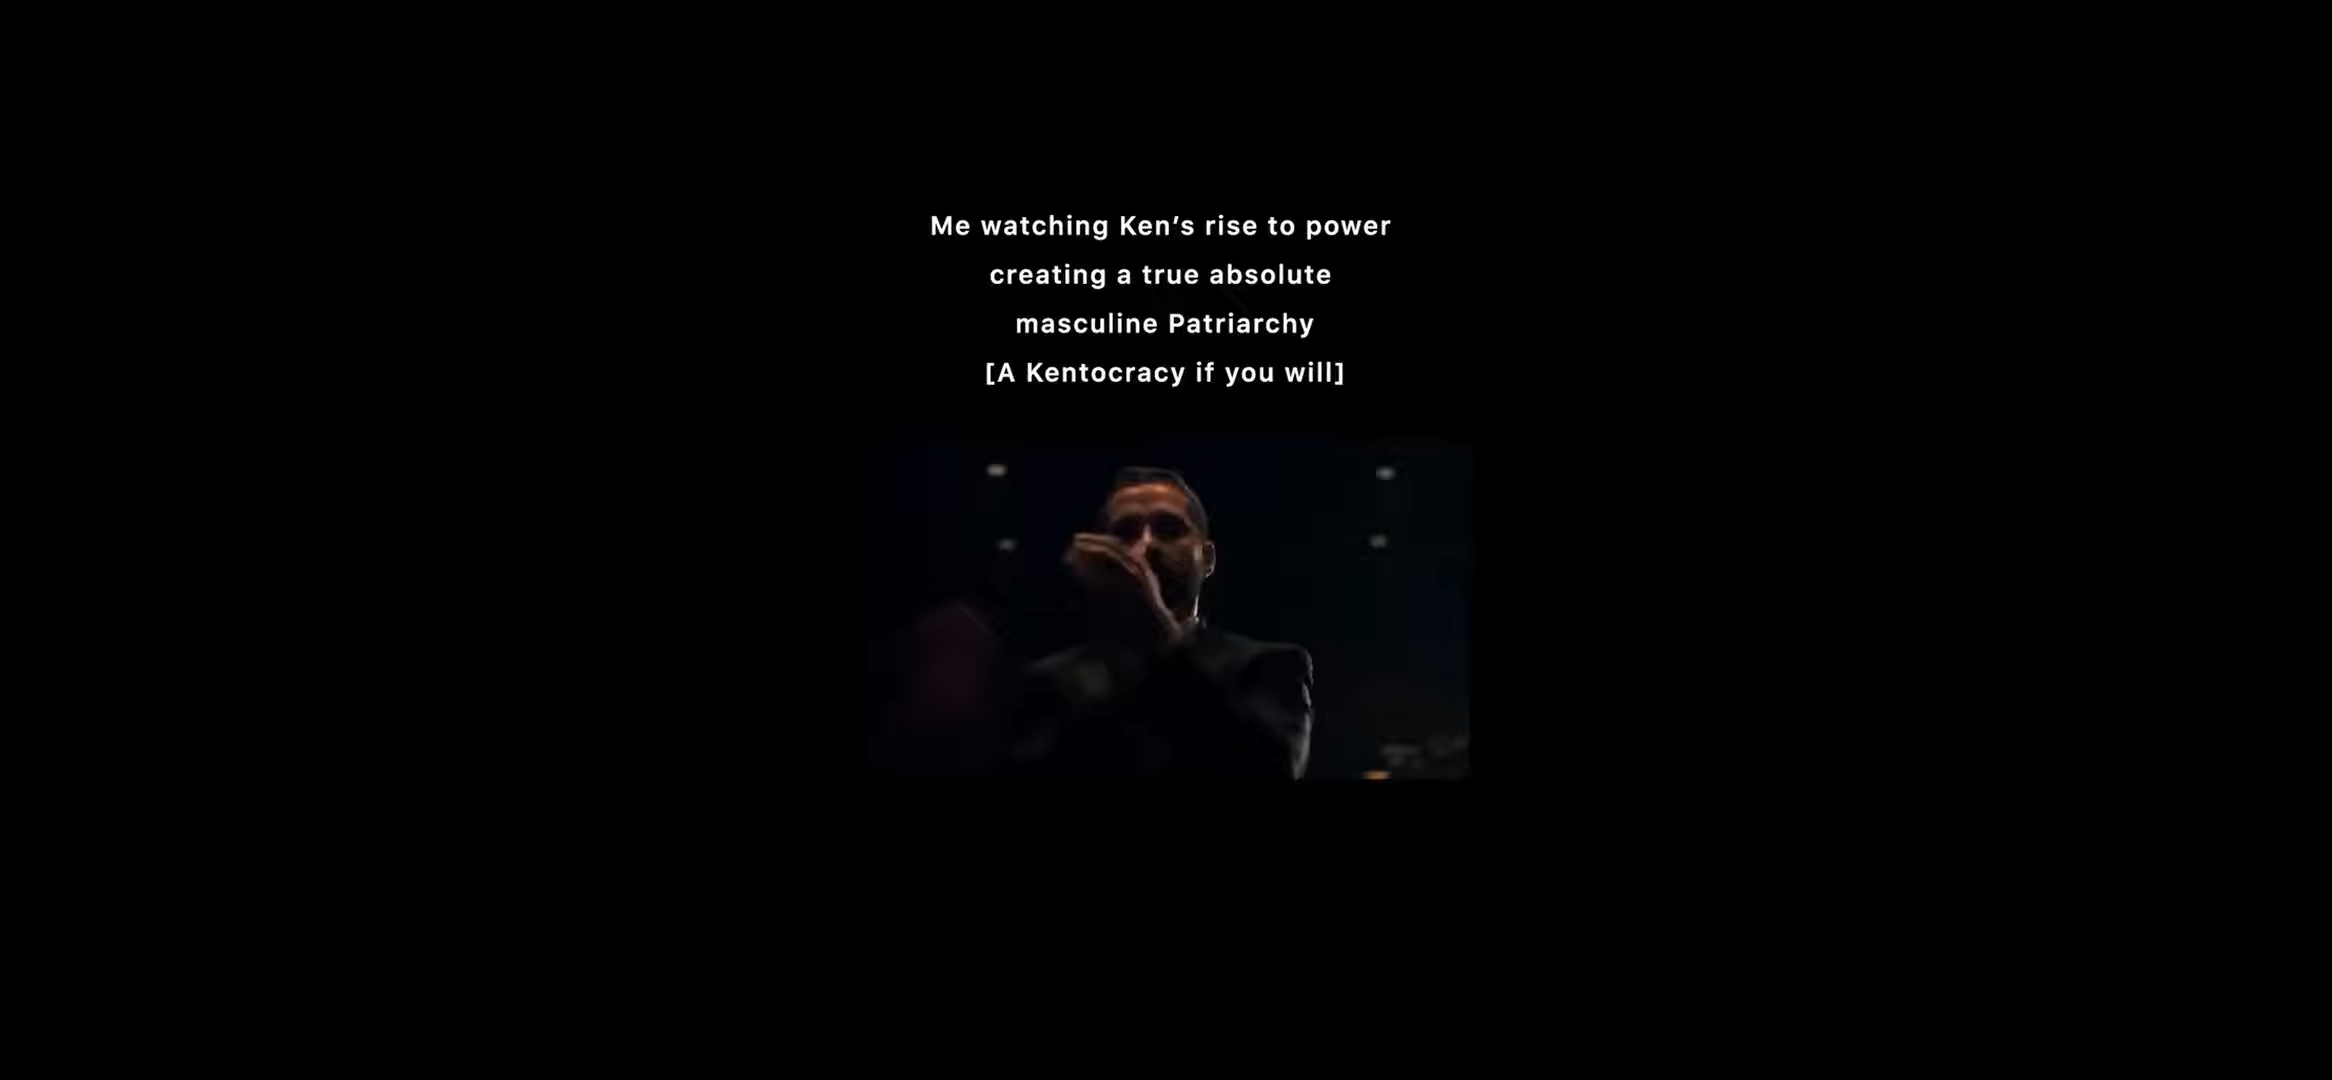 Me watching Ken’s rise to power
creating a true absolute
masculine Patriarchy
[A Kentocracy if you will]